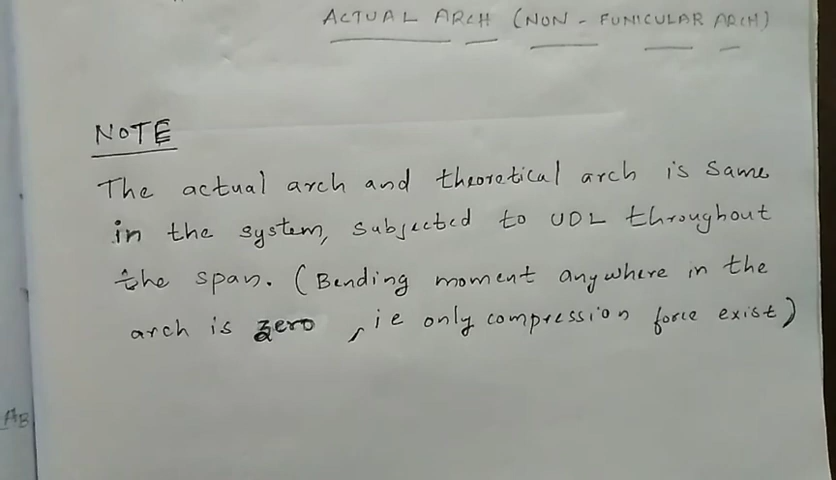 ACTUAL ARCH (NON - FUNICULAR ARCH)
NOTE
The actual arch and theoretical arch is same
in the system, subjected to UDL throughout
the span. (Bending moment anywhere in the
arch is zero, ie only compression force exist)
AB